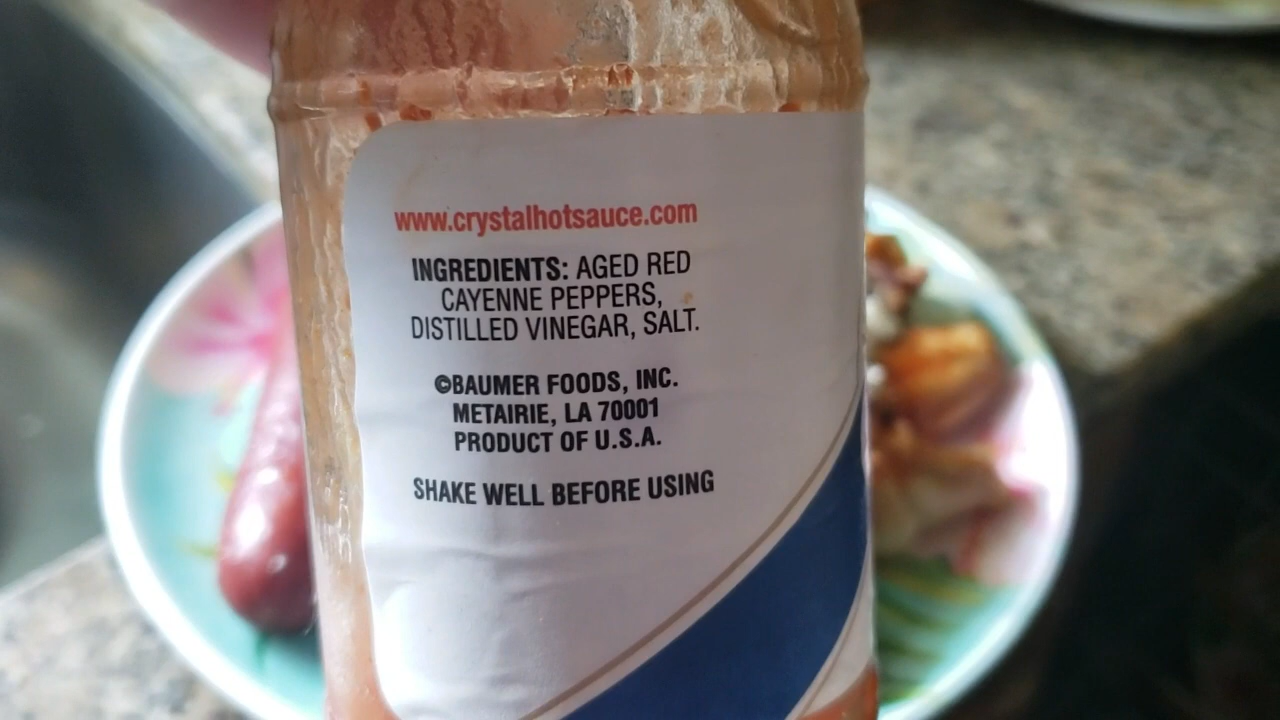 www.crystalhotsauce.com
INGREDIENTS: AGED RED
CAYENNE PEPPERS,
DISTILLED VINEGAR, SALT.
©BAUMER FOODS, INC.
METAIRIE, LA 70001
PRODUCT OF U.S.A.
SHAKE WELL BEFORE USING